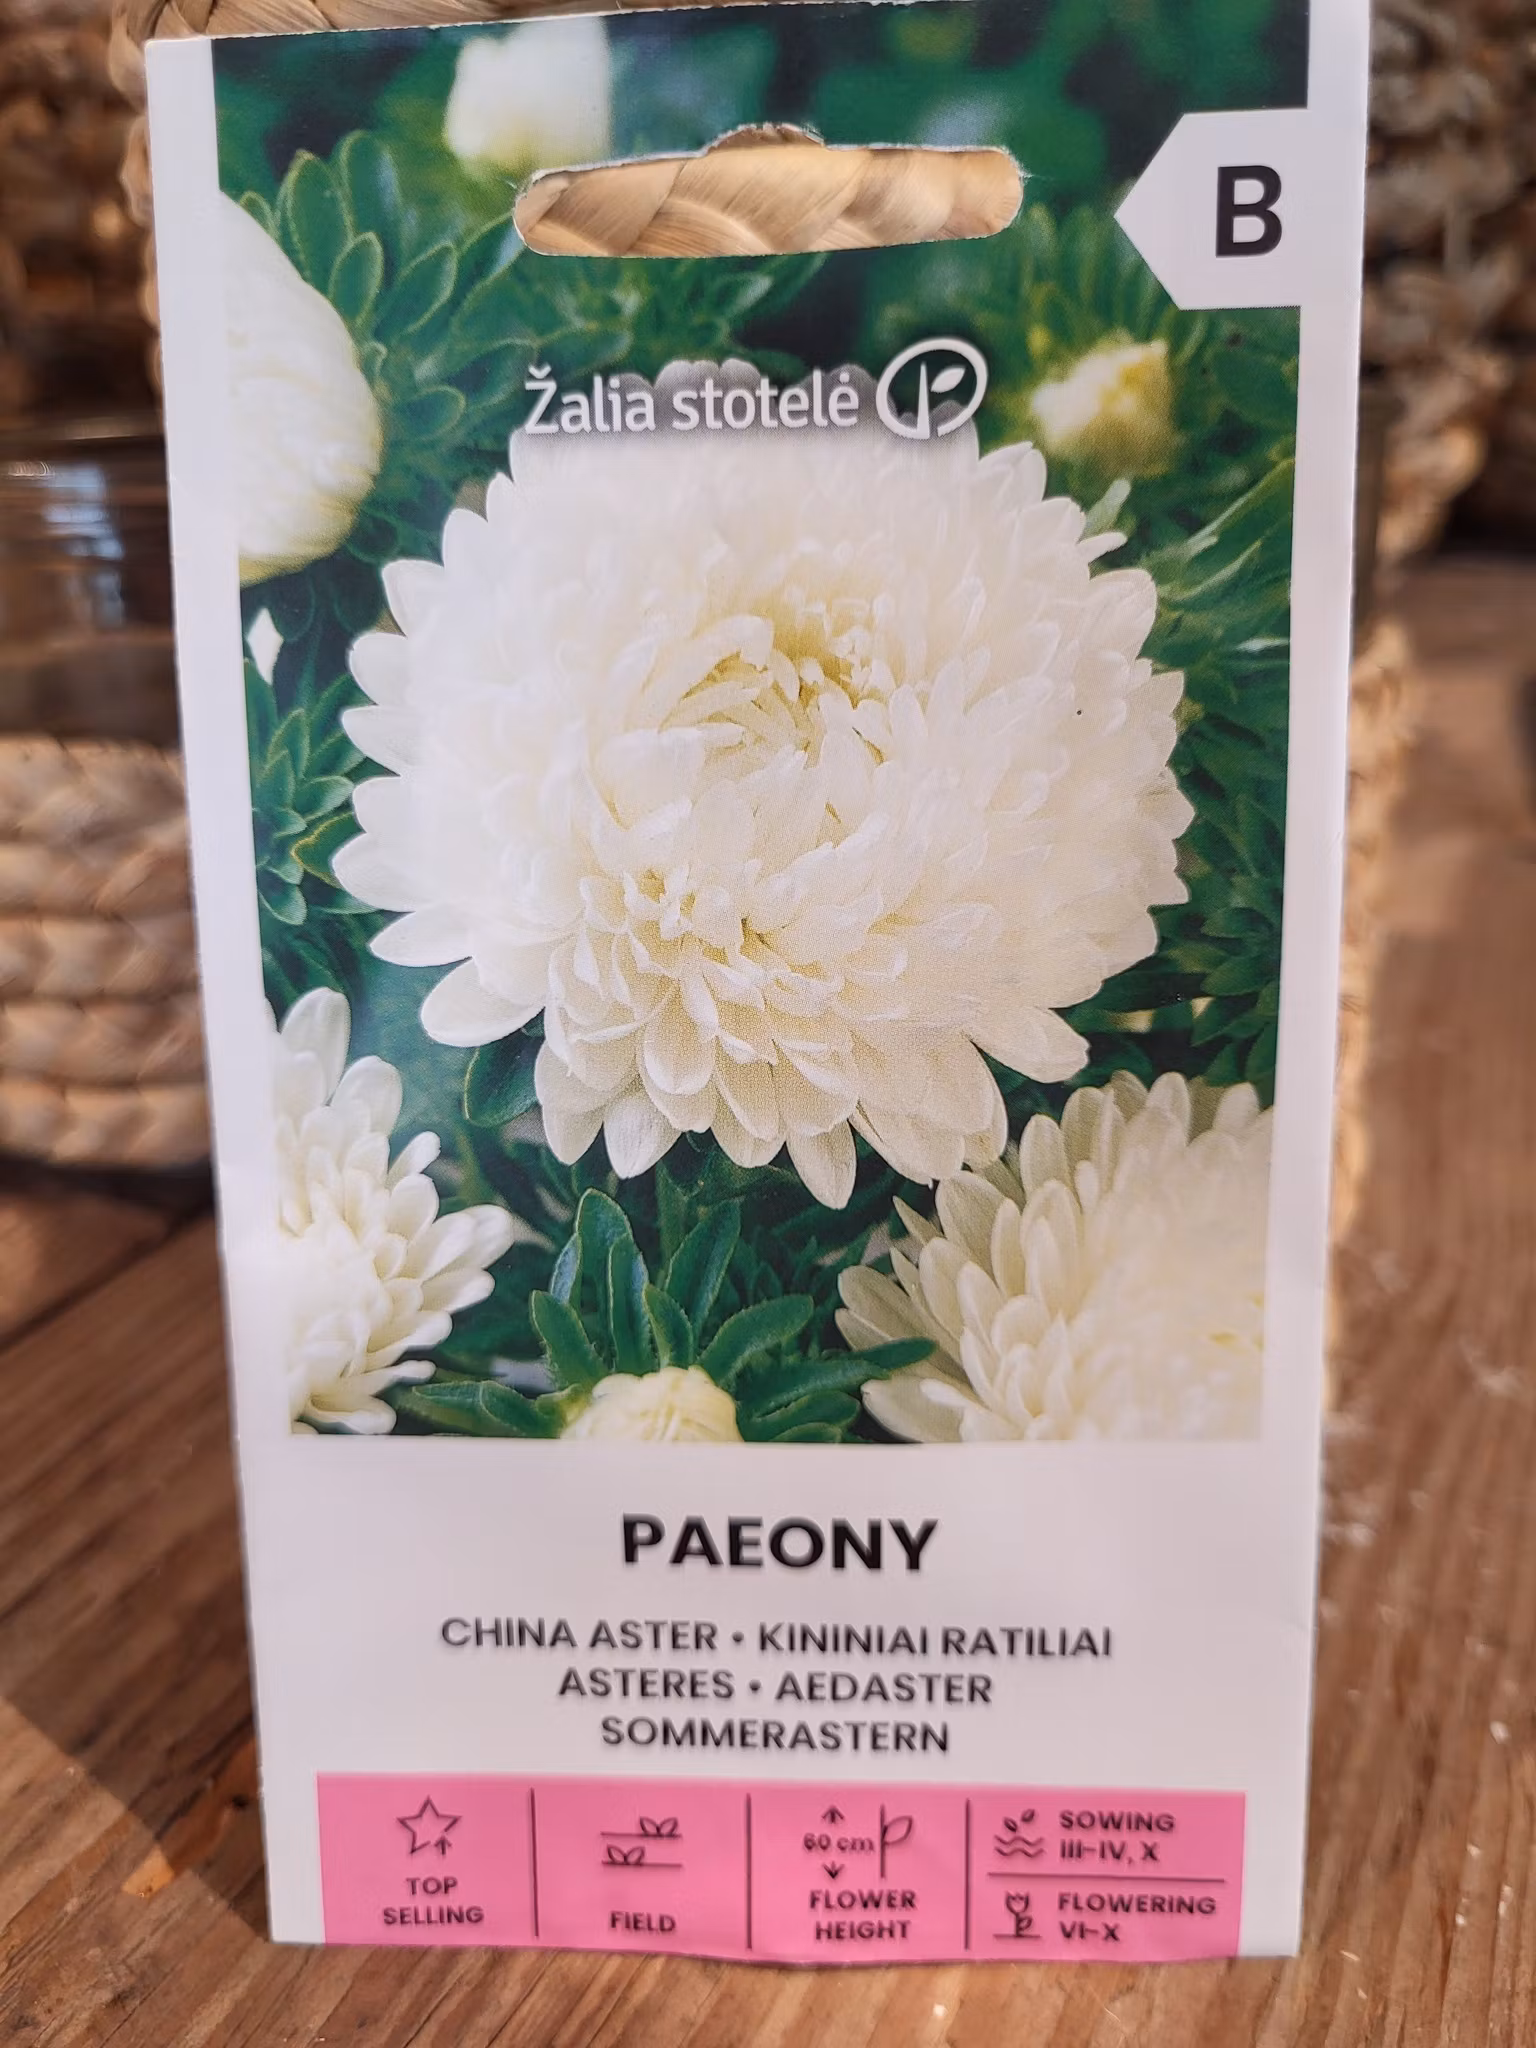 B
Žalia stotelė
PAEONY
CHINA ASTER • KININIAI RATILIAI
ASTERES • AEDASTER
SOMMERASTERN
TOP
SELLING
FIELD
60 cm
FLOWER
HEIGHT
SOWING
III-IV, X
FLOWERING
VI-X